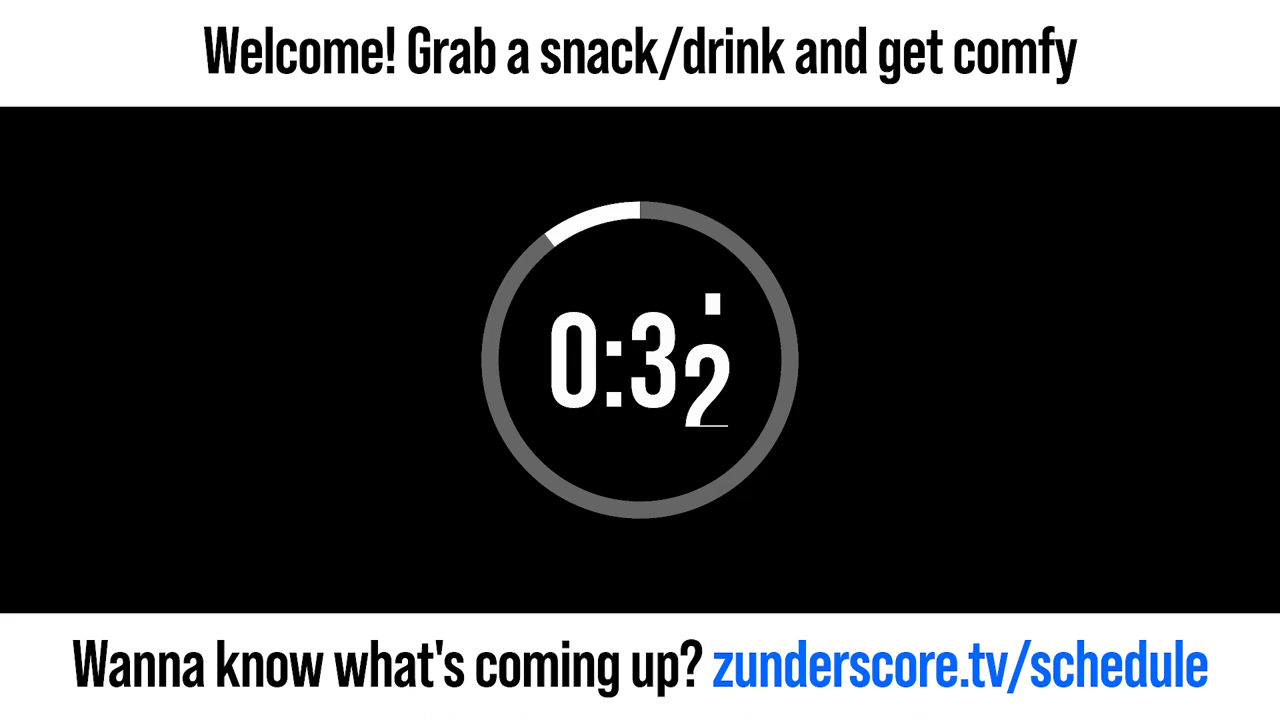 Welcome! Grab a snack/drink and get comfy
0:32
Wanna know what's coming up? zunderscore.tv/schedule